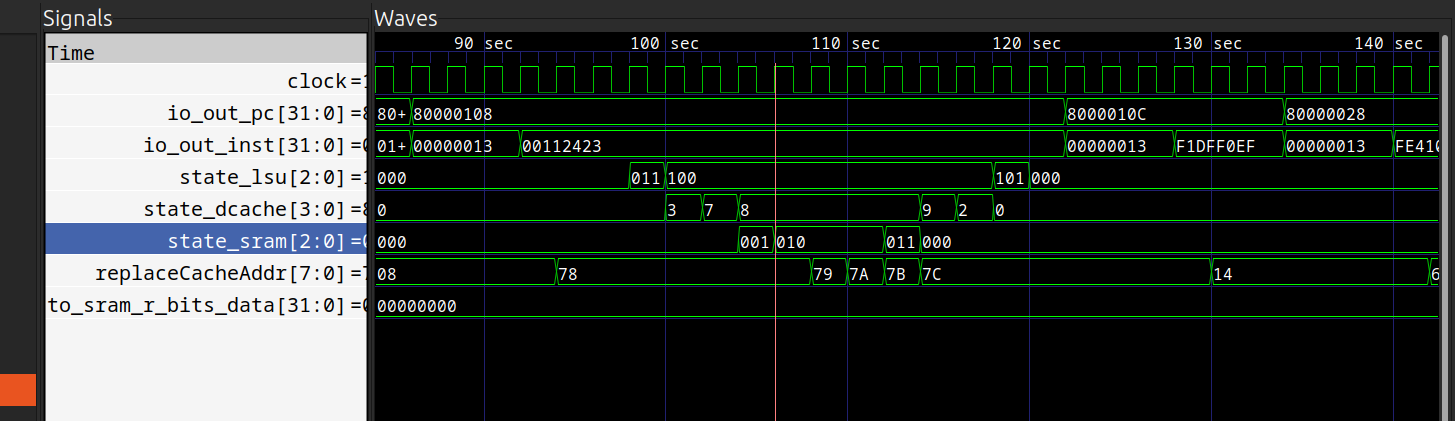 Signals
Waves
Time
90 sec 100 sec 110 sec 120 sec 130 sec 140 sec
clock=1
io_out_pc[31:0]=8 80+ 80000108 8000010C 80000028
io_out_inst[31:0]=0 01+ 00000013 00112423 00000013 F1DFF0EF 00000013 FE410
state_lsu[2:0]=1 000 011 100 101 000
state_dcache[3:0]=8 0 3 7 8 9 2 0
state_sram[2:0]=0 000 001 010 011 000
replaceCacheAddr[7:0]=7 08 78 79 7A 7B 7C 14 6
to_sram_r_bits_data[31:0]=0 00000000